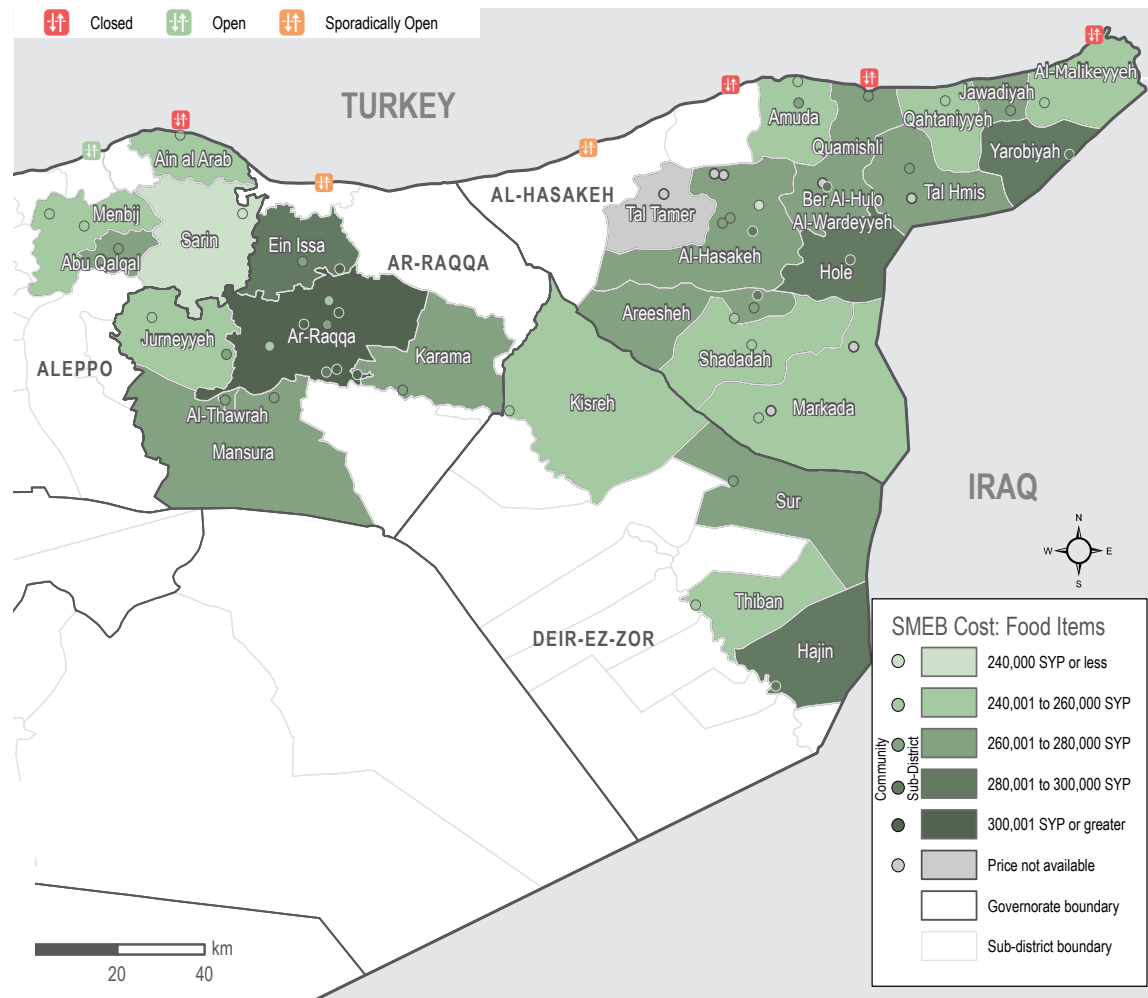 Closed
Open
Sporadically Open
TURKEY
Al-Malikeyyeh
Jawadiyah
Amuda
Qahtaniyyeh
Quamishli
Yarobiyah
Ain al Arab
AL-HASAKEH
Tal Tamer
Ber Al-Hulo
Al-Wardeyyeh
Tal Hmis
Menbij
Sarin
Ein Issa
Abu Qalqal
AR-RAQQA
Al-Hasakeh
Hole
Areesheh
Jurneyyeh
Ar-Raqqa
Karama
Shadadah
ALEPPO
Kisreh
Markada
Al-Thawrah
Mansura
IRAQ
Sur
N
W
E
S
Thiban
DEIR-EZ-ZOR
Hajin
SMEB Cost: Food Items
240,000 SYP or less
240,001 to 260,000 SYP
260,001 to 280,000 SYP
280,001 to 300,000 SYP
300,001 SYP or greater
Price not available
Governorate boundary
Sub-district boundary
Community
Sub-District
km
20
40